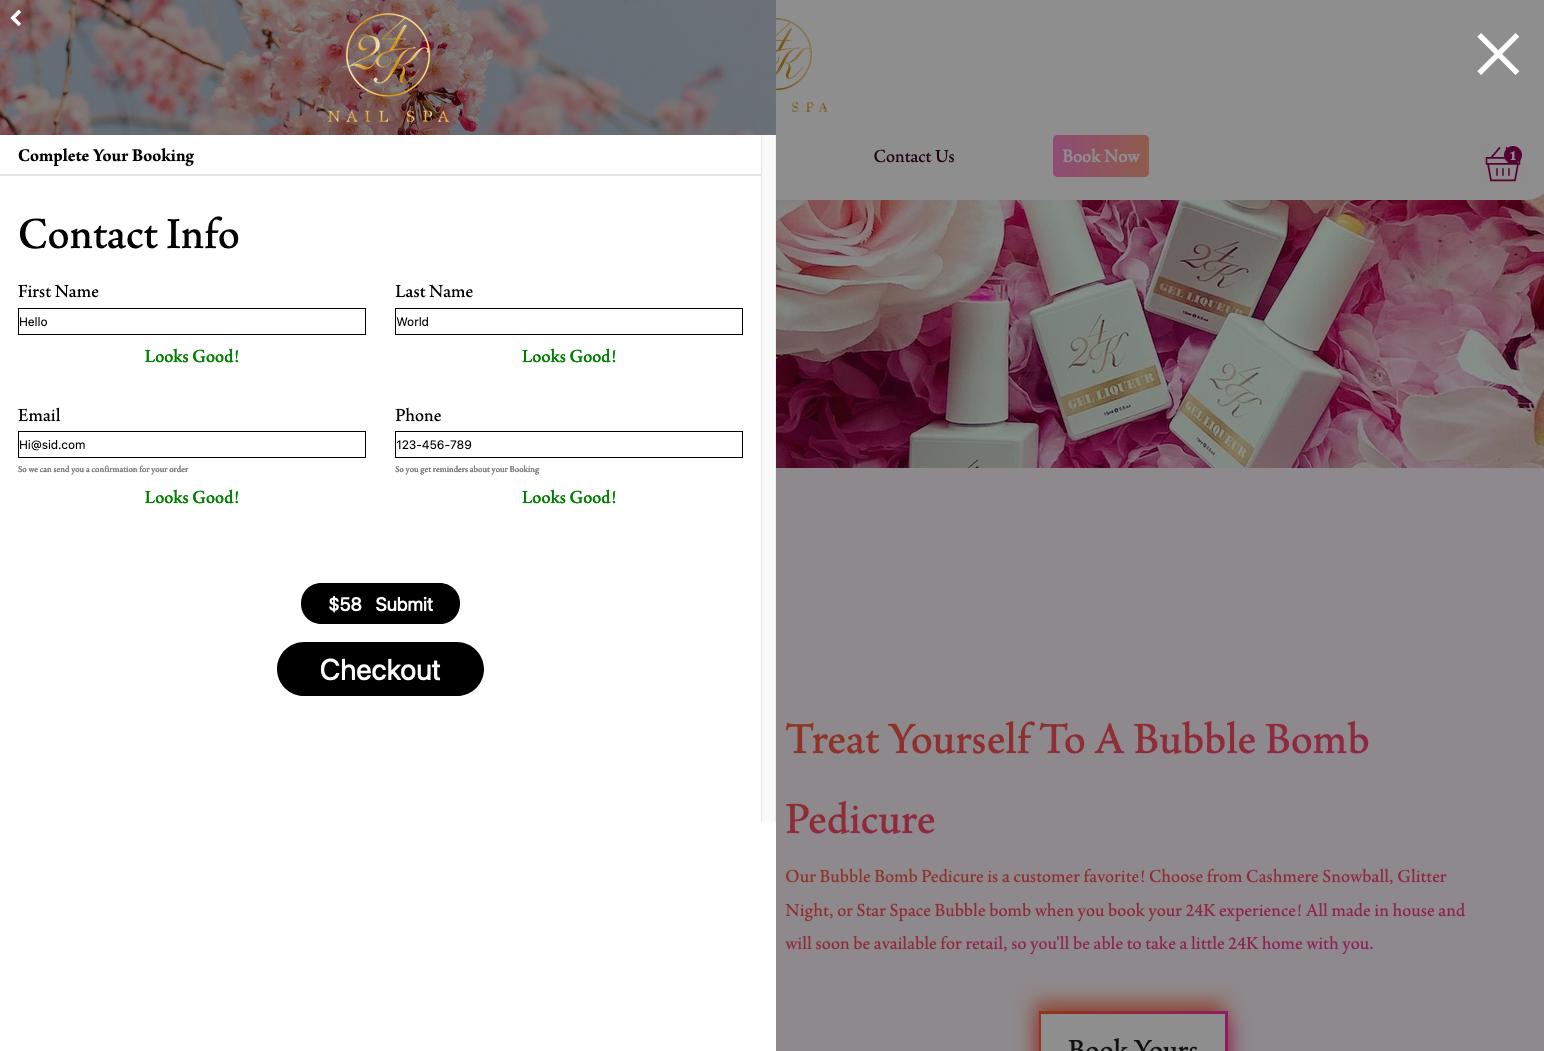 24K
NAIL SPA
Complete Your Booking
Contact Info
First Name
Last Name
Hello
World
Looks Good!
Looks Good!
Email
Phone
Hi@sid.com
123-456-789
So we can send you a confirmation for your order
So you get reminders about your Booking
Looks Good!
Looks Good!
$58 Submit
Checkout
4K
SPA
Contact Us
Book Now
1
24K
GEL LIQUEUR
24K
GEL LIQUEUR
24K
GEL LIQUEUR
Treat Yourself To A Bubble Bomb
Pedicure
Our Bubble Bomb Pedicure is a customer favorite! Choose from Cashmere Snowball, Glitter
Night, or Star Space Bubble bomb when you book your 24K experience! All made in house and
will soon be available for retail, so you'll be able to take a little 24K home with you.
Book Yours